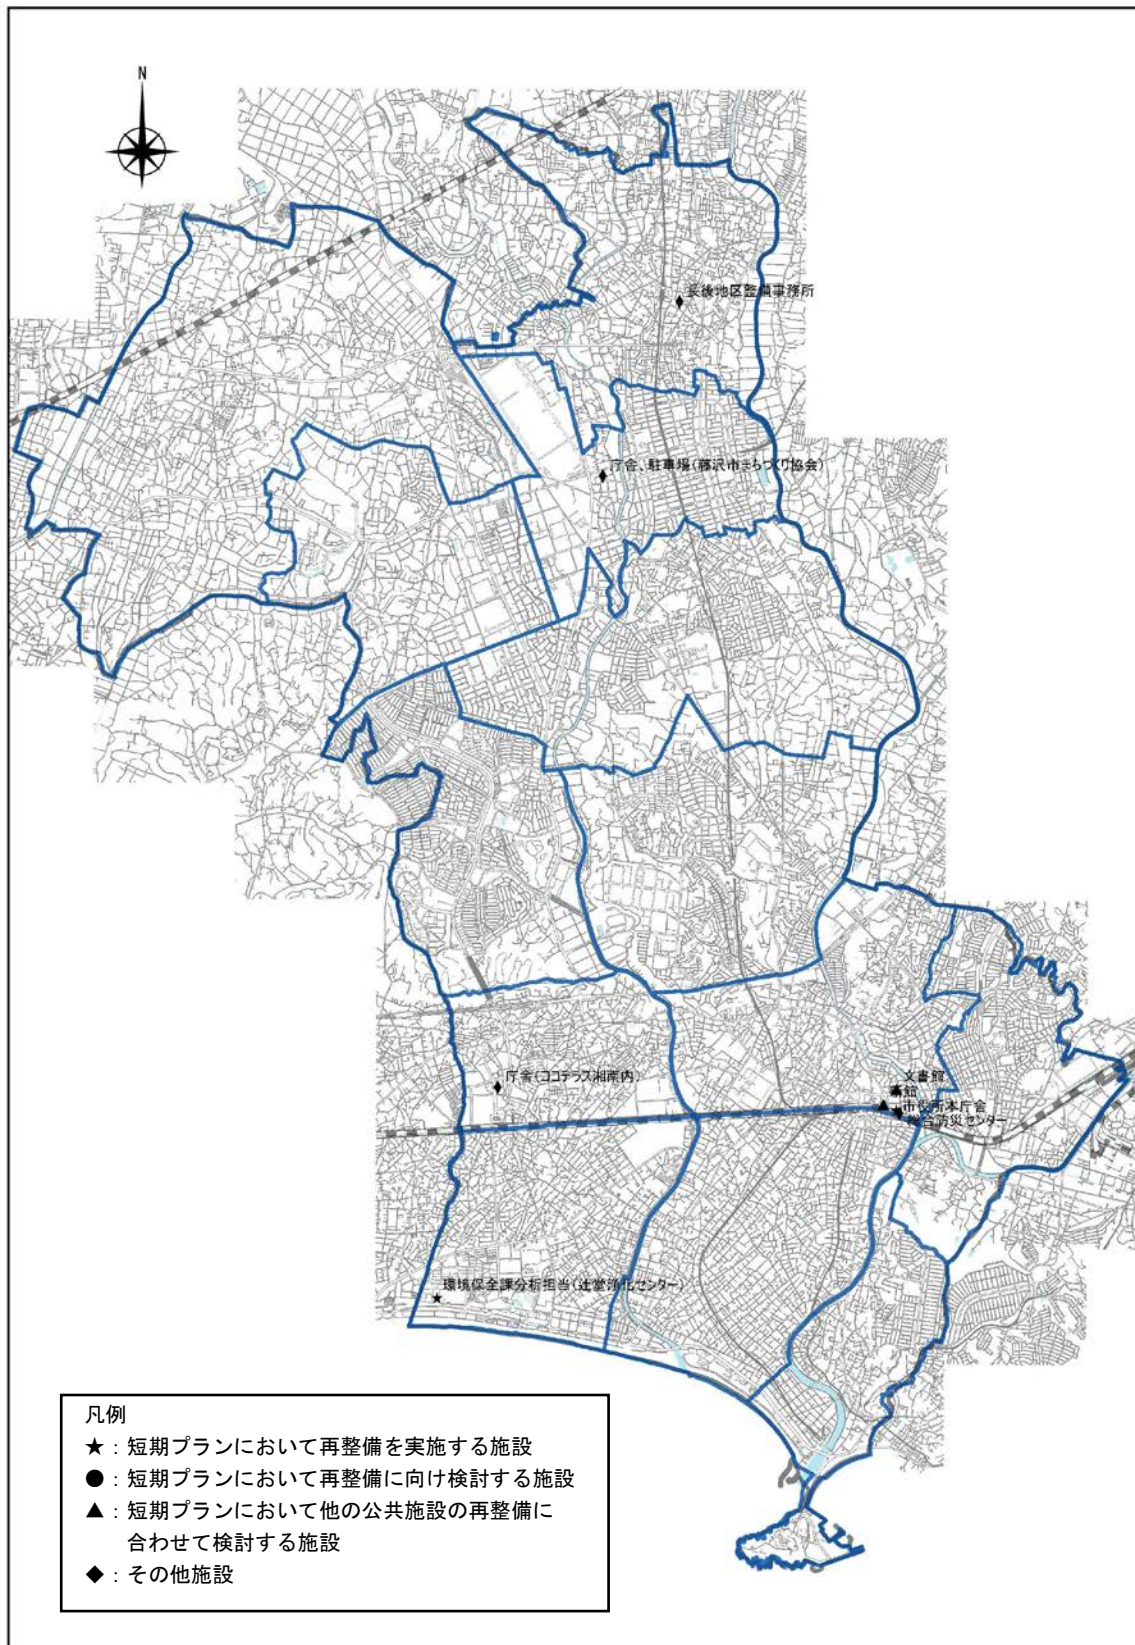 N
長後地区整備事務所
庁舎、駐車場(藤沢市まちづくり協会)
庁舎(ココテラス湘南内)
文書館
館
市役所本庁舎
総合防災センター
環境保全課分析担当(辻堂浄化センター)
凡例
★：短期プランにおいて再整備を実施する施設
●：短期プランにおいて再整備に向け検討する施設
▲：短期プランにおいて他の公共施設の再整備に
合わせて検討する施設
◆：その他施設